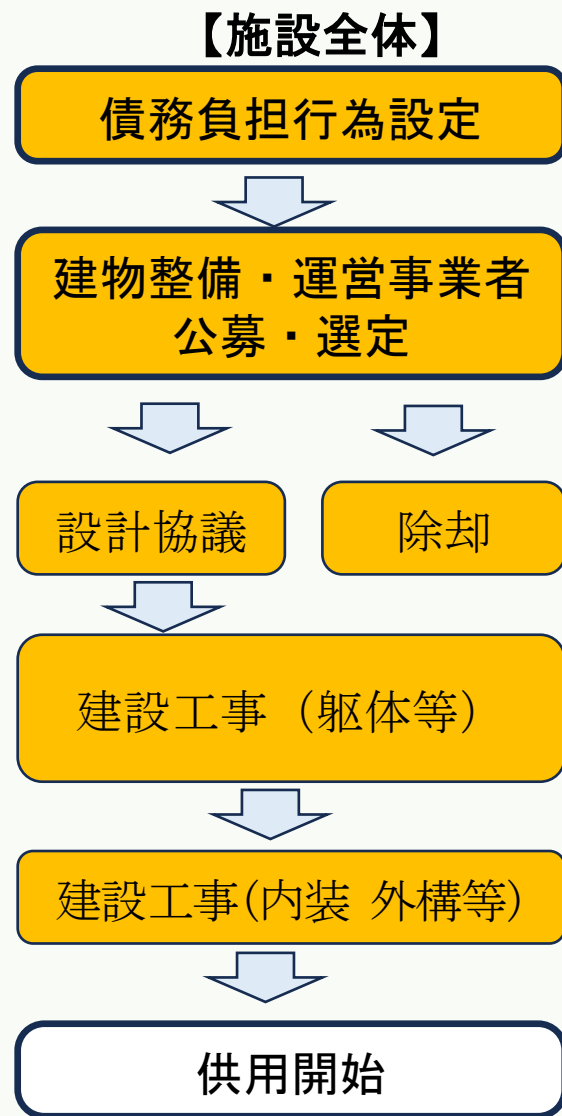 【施設全体】
債務負担行為設定
建物整備・運営事業者
公募・選定
設計協議
除却
建設工事（躯体等）
建設工事(内装 外構等)
供用開始